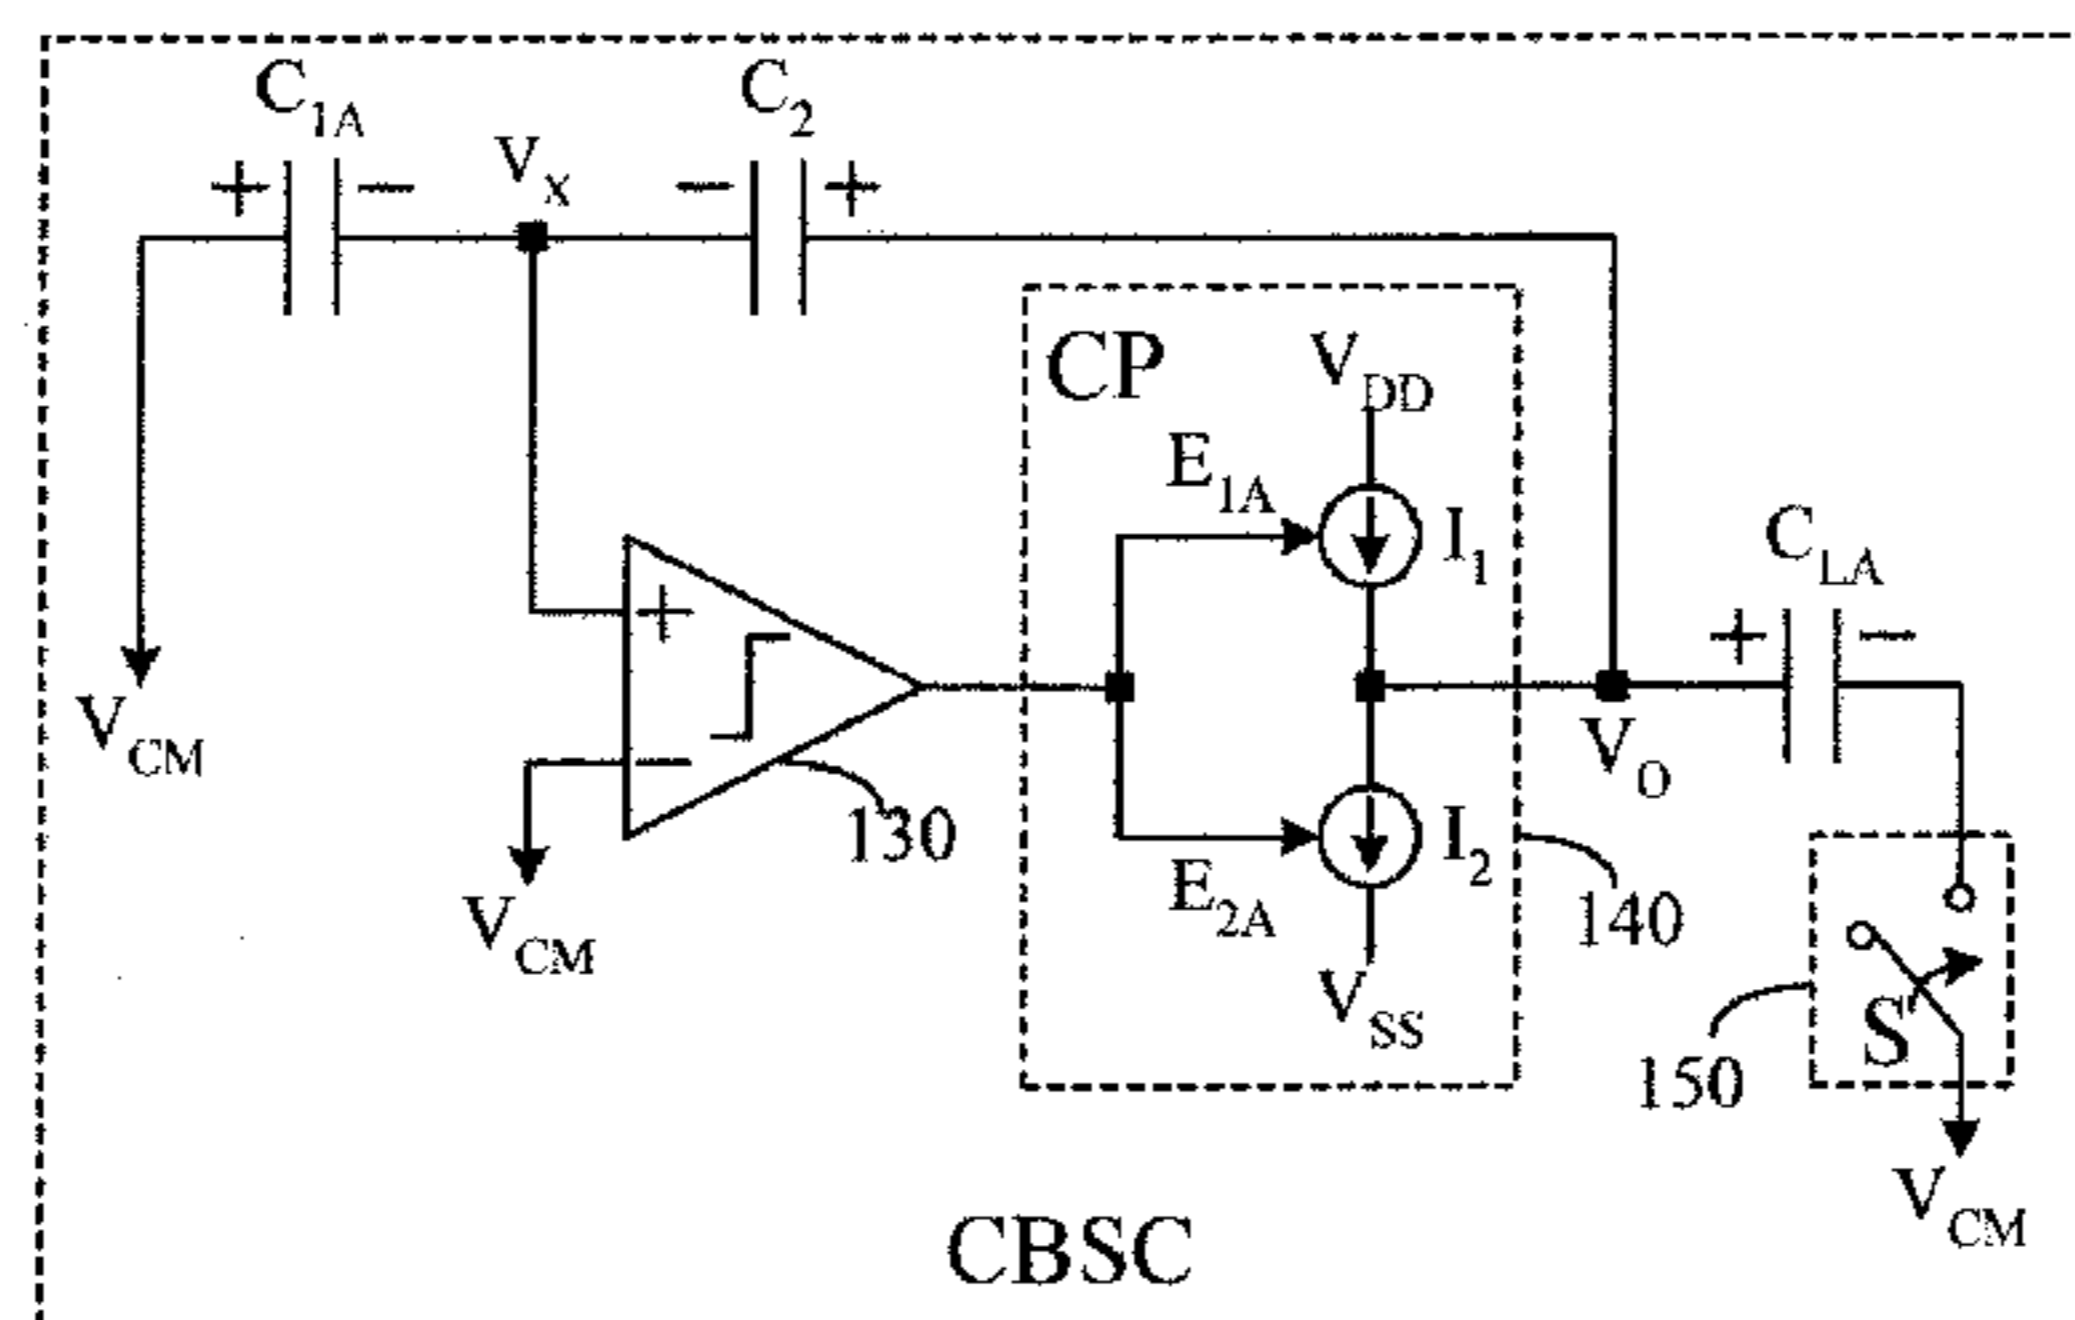 C1A
C2
VX
+ −
− +
CP
VDD
E1A
I1
CLA
+
+ −
VCM
VO
−
130
I2
E2A
140
VCM
VSS
S
150
VCM
CBSC